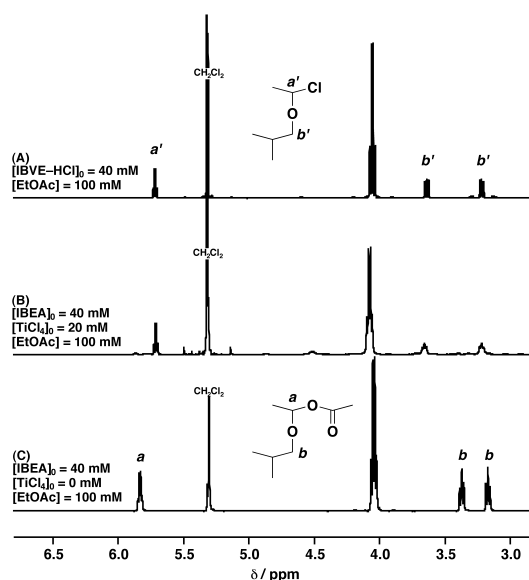 a'
Cl
O
b'
CH₂Cl₂
a'
b'
b'
(A)
[IBVE–HCl]₀ = 40 mM
[EtOAc] = 100 mM
CH₂Cl₂
(B)
[IBEA]₀ = 40 mM
[TiCl₄]₀ = 20 mM
[EtOAc] = 100 mM
CH₂Cl₂
a
O
O
O
b
a
b
b
(C)
[IBEA]₀ = 40 mM
[TiCl₄]₀ = 0 mM
[EtOAc] = 100 mM
6.5 6.0 5.5 5.0 4.5 4.0 3.5 3.0
δ / ppm